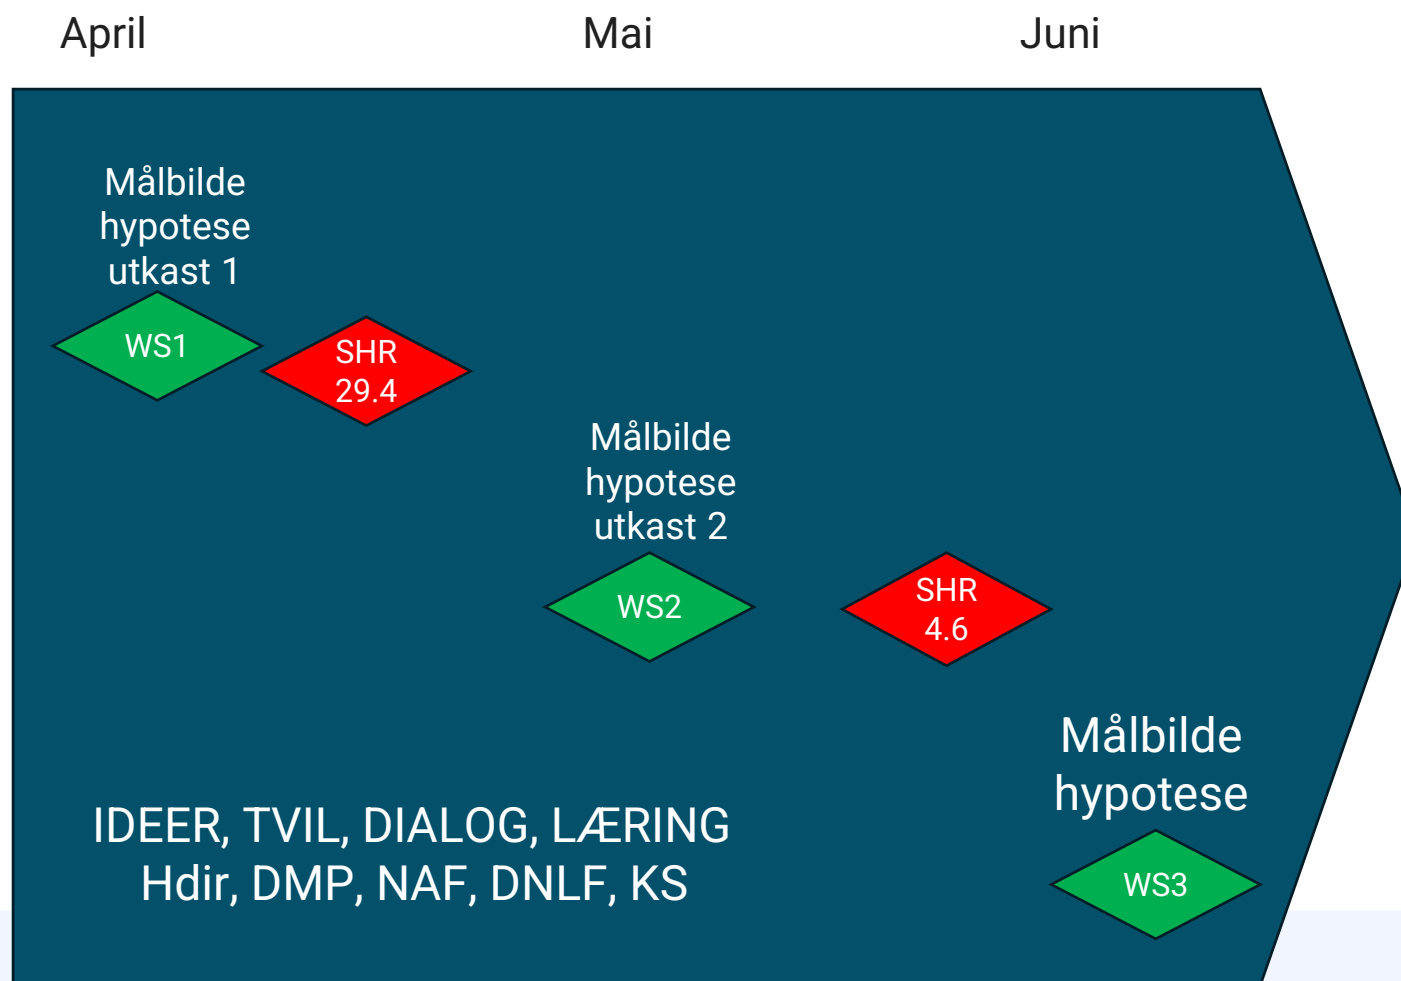 April
Mai
Juni
Målbilde
hypotese
utkast 1
WS1
SHR
29.4
Målbilde
hypotese
utkast 2
WS2
SHR
4.6
Målbilde
hypotese
WS3
IDEER, TVIL, DIALOG, LÆRING
Hdir, DMP, NAF, DNLF, KS